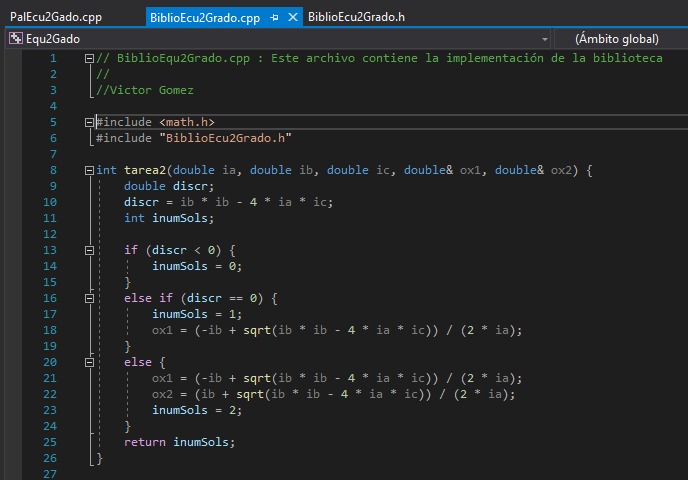 PalEcu2Gado.cpp BiblioEcu2Grado.cpp BiblioEcu2Grado.h
Equ2Gado (Ámbito global)
1 // BiblioEqu2Grado.cpp : Este archivo contiene la implementación de la biblioteca
2 //
3 //Victor Gomez
4
5 #include <math.h>
6 #include "BiblioEcu2Grado.h"
7
8 int tarea2(double ia, double ib, double ic, double& ox1, double& ox2) {
9 double discr;
10 discr = ib * ib - 4 * ia * ic;
11 int inumSols;
12
13 if (discr < 0) {
14 inumSols = 0;
15 }
16 else if (discr == 0) {
17 inumSols = 1;
18 ox1 = (-ib + sqrt(ib * ib - 4 * ia * ic)) / (2 * ia);
19 }
20 else {
21 ox1 = (-ib + sqrt(ib * ib - 4 * ia * ic)) / (2 * ia);
22 ox2 = (ib + sqrt(ib * ib - 4 * ia * ic)) / (2 * ia);
23 inumSols = 2;
24 }
25 return inumSols;
26 }
27